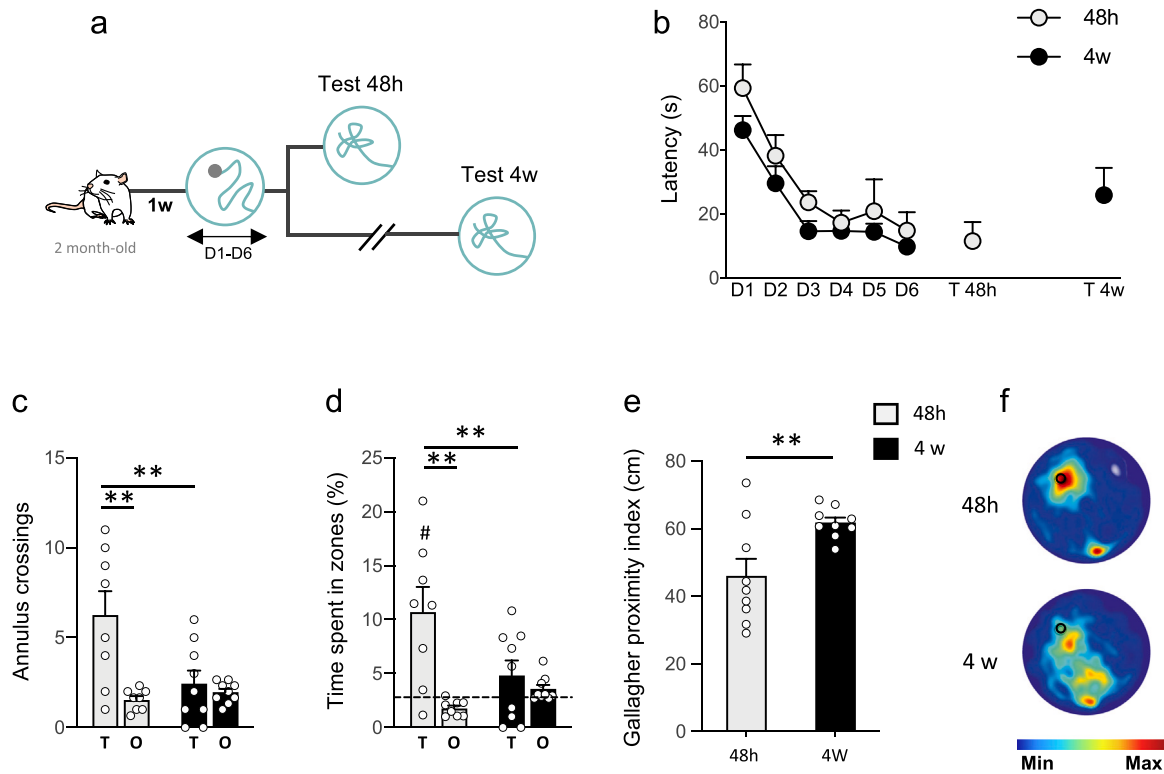 a
Test 48h
Test 4w
1w
2 month-old
D1-D6
b
48h
4w
Latency (s)
80
60
40
20
0
D1 D2 D3 D4 D5 D6 T 48h T 4w
c
Annulus crossings
15
10
5
0
**
**
T O T O
d
Time spent in zones (%)
25
20
15
10
5
0
**
**
#
T O T O
e
48h
4 w
Gallagher proximity index (cm)
80
60
40
20
0
**
48h 4W
f
48h
4 w
Min Max